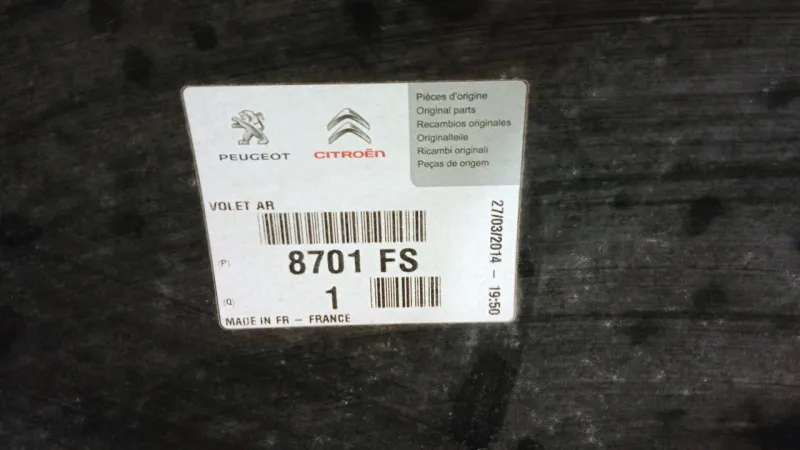 PEUGEOT
CITROËN
Pièces d'origine
Original parts
Recambios originales
Originalteile
Ricambi originali
Peças de origem
VOLET AR
(P) 8701 FS
(Q) 1
MADE IN FR – FRANCE
27/03/2014 – 19:50